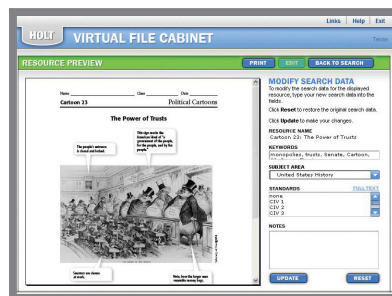 Links Help Exit
HOLT VIRTUAL FILE CABINET
RESOURCE PREVIEW PRINT EDIT BACK TO SEARCH
Name Class Date
Cartoon 23 Political Cartoons
The Power of Trusts
The people's entrance
is closed and locked.
This sign mocks the
American ideal of "a
government of the people,
for the people, and by the
people."
Senators are shown
at work.
Note how the larger men
resemble money bags.
MODIFY SEARCH DATA
To modify the search data for the displayed
resource, type your new search data into the
fields.
Click Reset to restore the original search data.
Click Update to make your changes.
RESOURCE NAME
Cartoon 23: The Power of Trusts
KEYWORDS
monopolies, trusts, Senate, Cartoon,
SUBJECT AREA
United States History
STANDARDS FULL TEXT
none
CIV 1
CIV 2
CIV 3
NOTES
UPDATE RESET